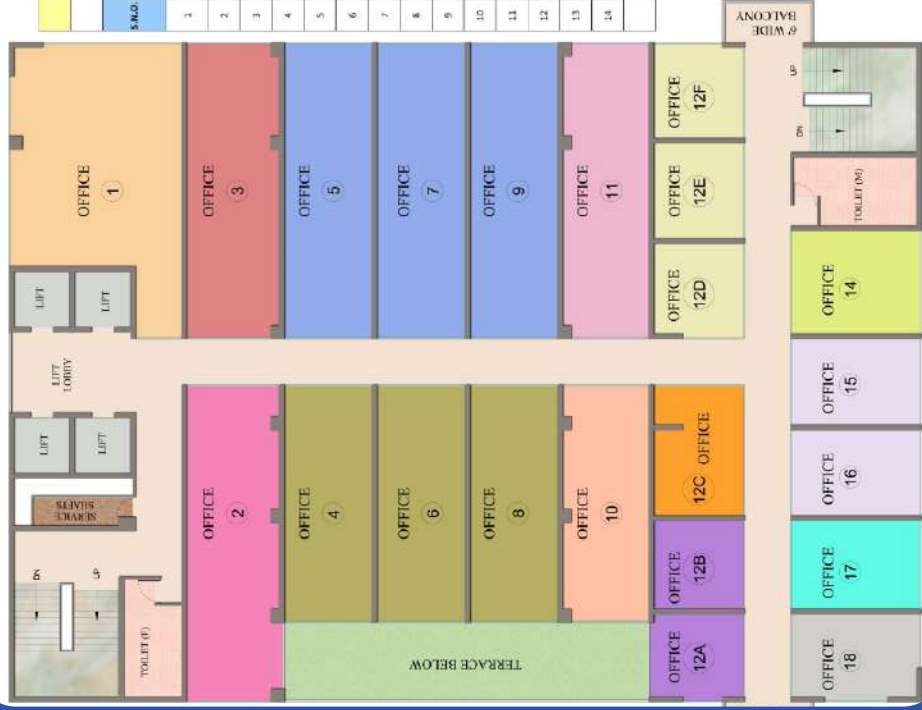 S.N.O.
1
2
3
4
5
6
7
8
9
10
11
12
13
14
6' WIDE
BALCONY
OFFICE
1
OFFICE
3
OFFICE
5
OFFICE
7
OFFICE
9
OFFICE
11
OFFICE
12F
OFFICE
12E
OFFICE
12D
UP
DN
TOILET (M)
LIFT
LIFT
LIFT
LOBBY
LIFT
LIFT
SERVICE
SHAFTS
DN
UP
TOILET (F)
OFFICE
2
OFFICE
4
OFFICE
6
OFFICE
8
OFFICE
10
12C OFFICE
OFFICE
12B
OFFICE
12A
TERRACE BELOW
OFFICE
14
OFFICE
15
OFFICE
16
OFFICE
17
OFFICE
18